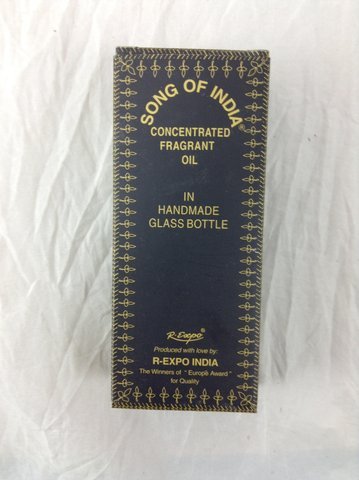 SONG OF INDIA®
CONCENTRATED
FRAGRANT
OIL
IN
HANDMADE
GLASS BOTTLE
R-Expo®
Produced with love by:
R-EXPO INDIA
The Winners of " Europe Award "
for Quality